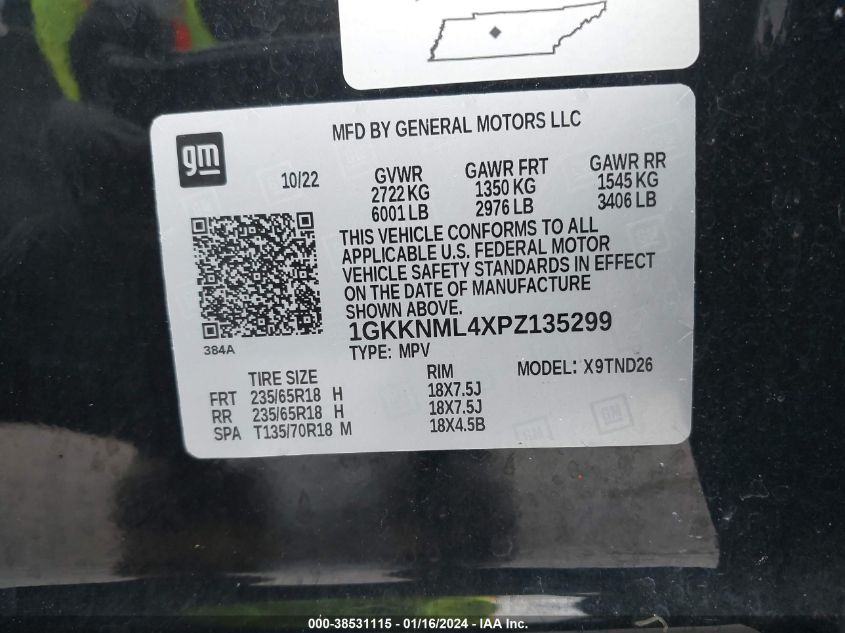 MFD BY GENERAL MOTORS LLC
gm
10/22
GVWR GAWR FRT GAWR RR
2722 KG 1350 KG 1545 KG
6001 LB 2976 LB 3406 LB
THIS VEHICLE CONFORMS TO ALL
APPLICABLE U.S. FEDERAL MOTOR
VEHICLE SAFETY STANDARDS IN EFFECT
ON THE DATE OF MANUFACTURE
SHOWN ABOVE.
1GKKNML4XPZ135299
384A
TYPE: MPV
MODEL: X9TND26
TIRE SIZE RIM
FRT 235/65R18 H 18X7.5J
RR 235/65R18 H 18X7.5J
SPA T135/70R18 M 18X4.5B
000-38531115 - 01/16/2024 - IAA Inc.